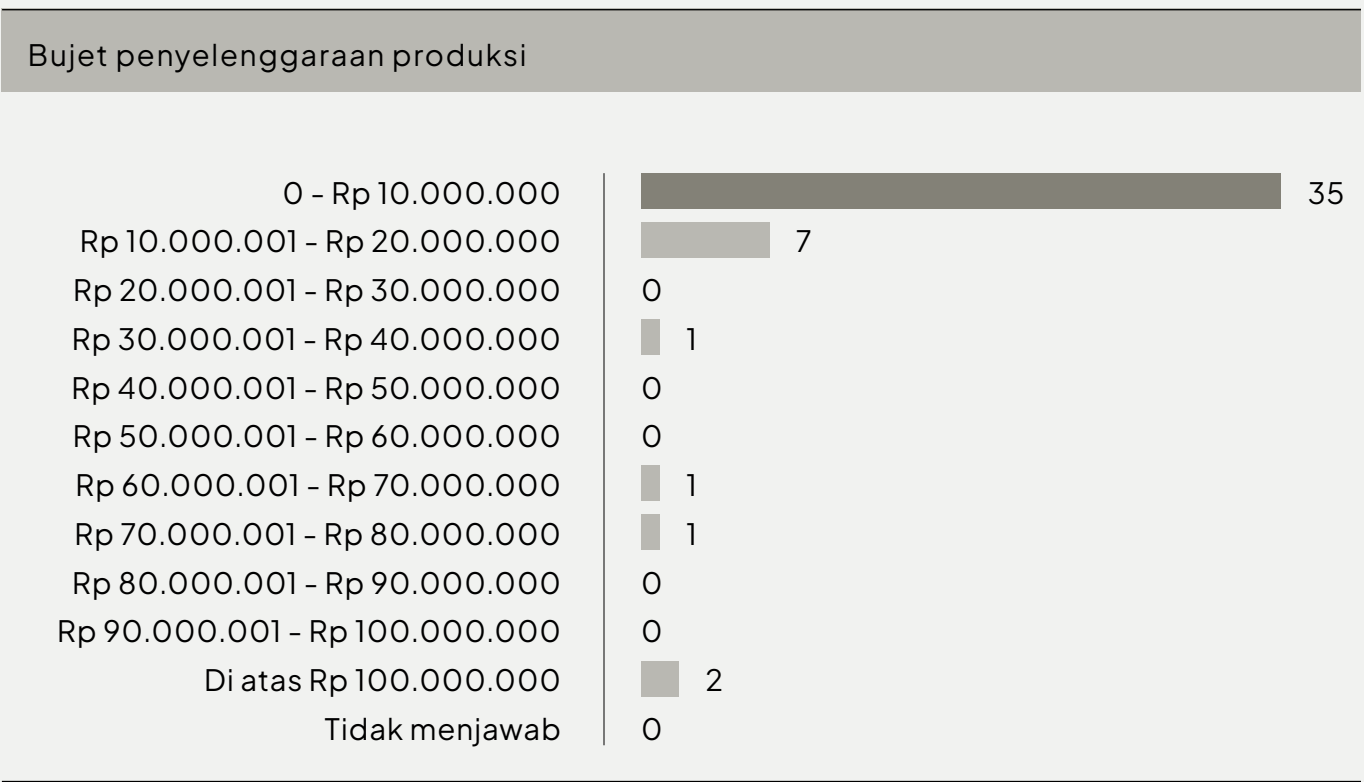 Bujet penyelenggaraan produksi
0 - Rp 10.000.000 35
Rp 10.000.001 - Rp 20.000.000 7
Rp 20.000.001 - Rp 30.000.000 0
Rp 30.000.001 - Rp 40.000.000 1
Rp 40.000.001 - Rp 50.000.000 0
Rp 50.000.001 - Rp 60.000.000 0
Rp 60.000.001 - Rp 70.000.000 1
Rp 70.000.001 - Rp 80.000.000 1
Rp 80.000.001 - Rp 90.000.000 0
Rp 90.000.001 - Rp 100.000.000 0
Di atas Rp 100.000.000 2
Tidak menjawab 0